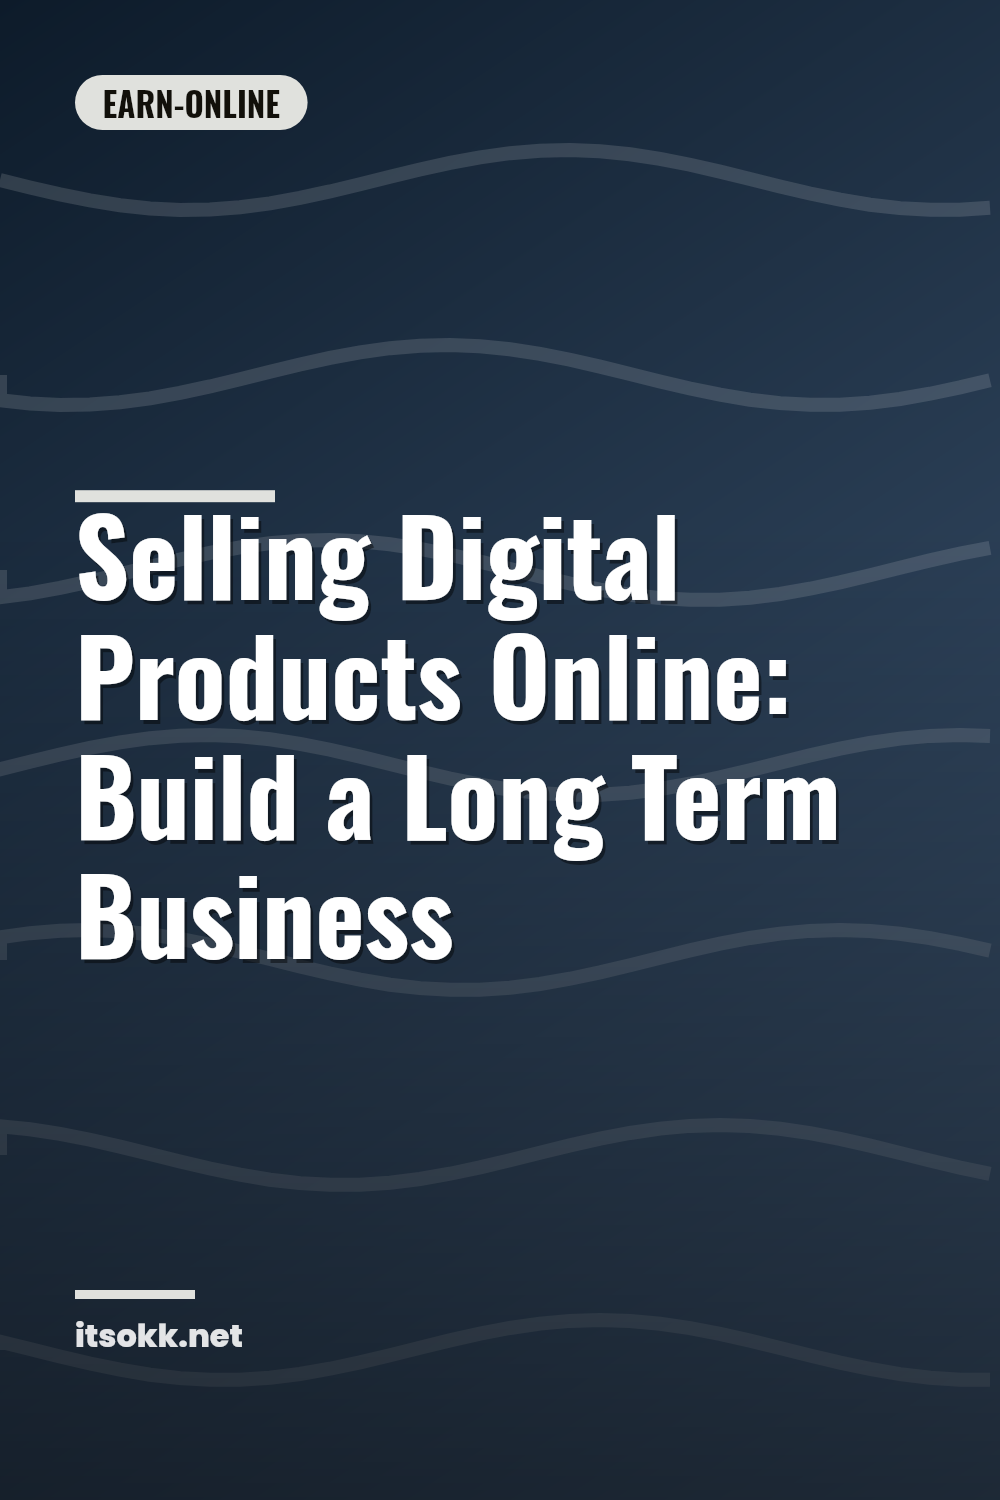 EARN-ONLINE
Selling Digital
Products Online:
Build a Long Term
Business
itsokk.net